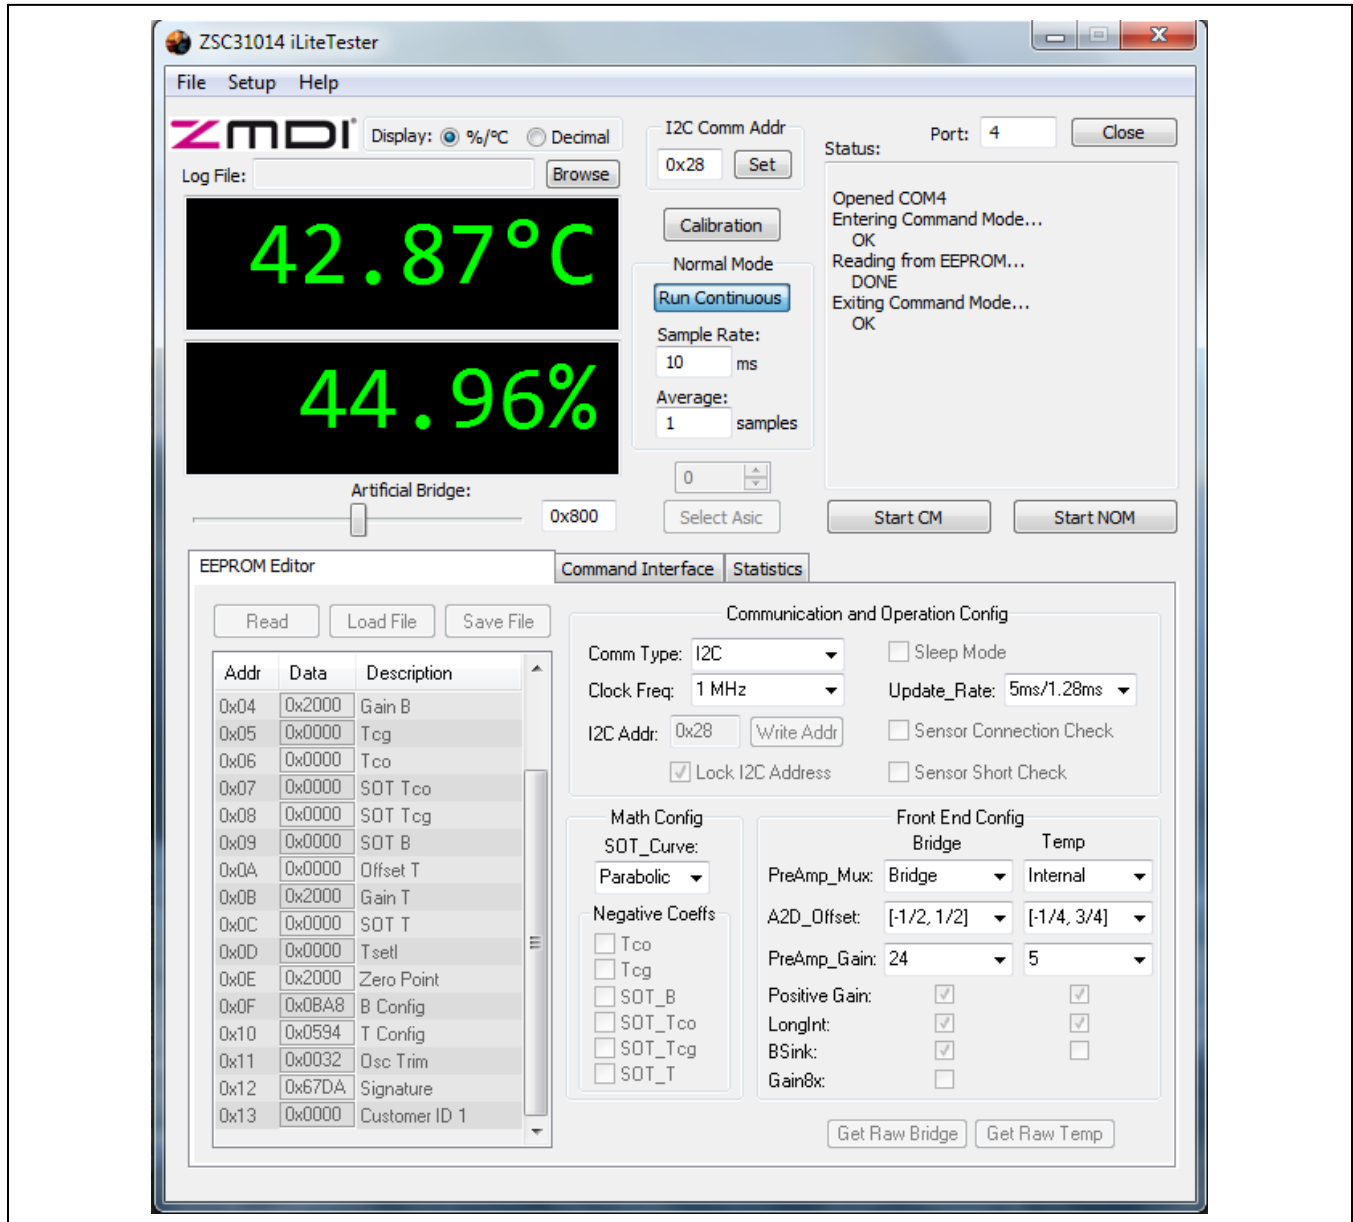 ZSC31014 iLiteTester
File Setup Help
ZMDI
Display: %/°C Decimal
Log File: Browse
I2C Comm Addr
0x28 Set
Port: 4 Close
Status:
42.87°C
44.96%
Calibration
Normal Mode
Run Continuous
Sample Rate:
10 ms
Average:
1 samples
0
Select Asic
Opened COM4
Entering Command Mode...
OK
Reading from EEPROM...
DONE
Exiting Command Mode...
OK
Artificial Bridge:
0x800
Start CM Start NOM
EEPROM Editor Command Interface Statistics
Read Load File Save File
Addr Data Description
0x04 0x2000 Gain B
0x05 0x0000 Tcg
0x06 0x0000 Tco
0x07 0x0000 SOT Tco
0x08 0x0000 SOT Tcg
0x09 0x0000 SOT B
0x0A 0x0000 Offset T
0x0B 0x2000 Gain T
0x0C 0x0000 SOT T
0x0D 0x0000 Tsetl
0x0E 0x2000 Zero Point
0x0F 0x0BA8 B Config
0x10 0x0594 T Config
0x11 0x0032 Osc Trim
0x12 0x67DA Signature
0x13 0x0000 Customer ID 1
Communication and Operation Config
Comm Type: I2C Sleep Mode
Clock Freq: 1 MHz Update_Rate: 5ms/1.28ms
I2C Addr: 0x28 Write Addr Sensor Connection Check
Lock I2C Address Sensor Short Check
Math Config
SOT_Curve:
Parabolic
Negative Coeffs
Tco
Tcg
SOT_B
SOT_Tco
SOT_Tcg
SOT_T
Front End Config
Bridge Temp
PreAmp_Mux: Bridge Internal
A2D_Offset: [-1/2, 1/2] [-1/4, 3/4]
PreAmp_Gain: 24 5
Positive Gain:
LongInt:
BSink:
Gain8x:
Get Raw Bridge Get Raw Temp